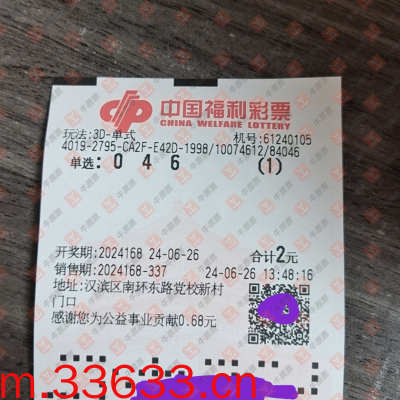 中国福利彩票
CHINA WELFARE LOTTERY
玩法:3D-单式 机号:61240105
4019-2795-CA2F-E42D-1998/10074612/84046
单选: 0 4 6 (1)
开奖期:2024168 24-06-26 合计2元
销售期:2024168-337 24-06-26 13:48:16
地址:汉滨区南环东路党校新村
门口
感谢您为公益事业贡献0.68元
m.33633.cn